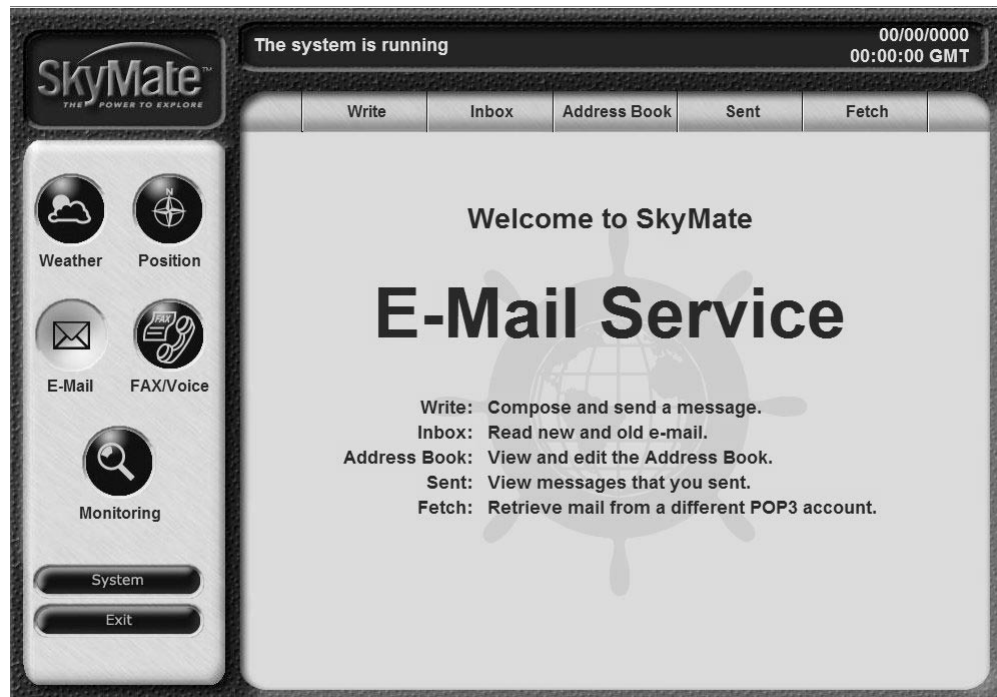 SkyMate™
THE POWER TO EXPLORE
The system is running
00/00/0000
00:00:00 GMT
Write Inbox Address Book Sent Fetch
Weather Position
N
E-Mail FAX/Voice
FAX
Monitoring
System
Exit
Welcome to SkyMate
E-Mail Service
Write: Compose and send a message.
Inbox: Read new and old e-mail.
Address Book: View and edit the Address Book.
Sent: View messages that you sent.
Fetch: Retrieve mail from a different POP3 account.